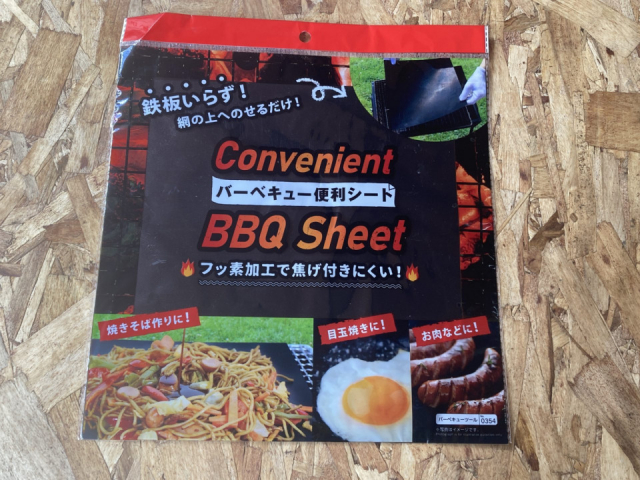 鉄板いらず！
網の上へのせるだけ！
Convenient
バーベキュー便利シート
BBQ Sheet
フッ素加工で焦げ付きにくい！
焼きそば作りに！
目玉焼きに！
お肉などに！
バーベキューツール
0354